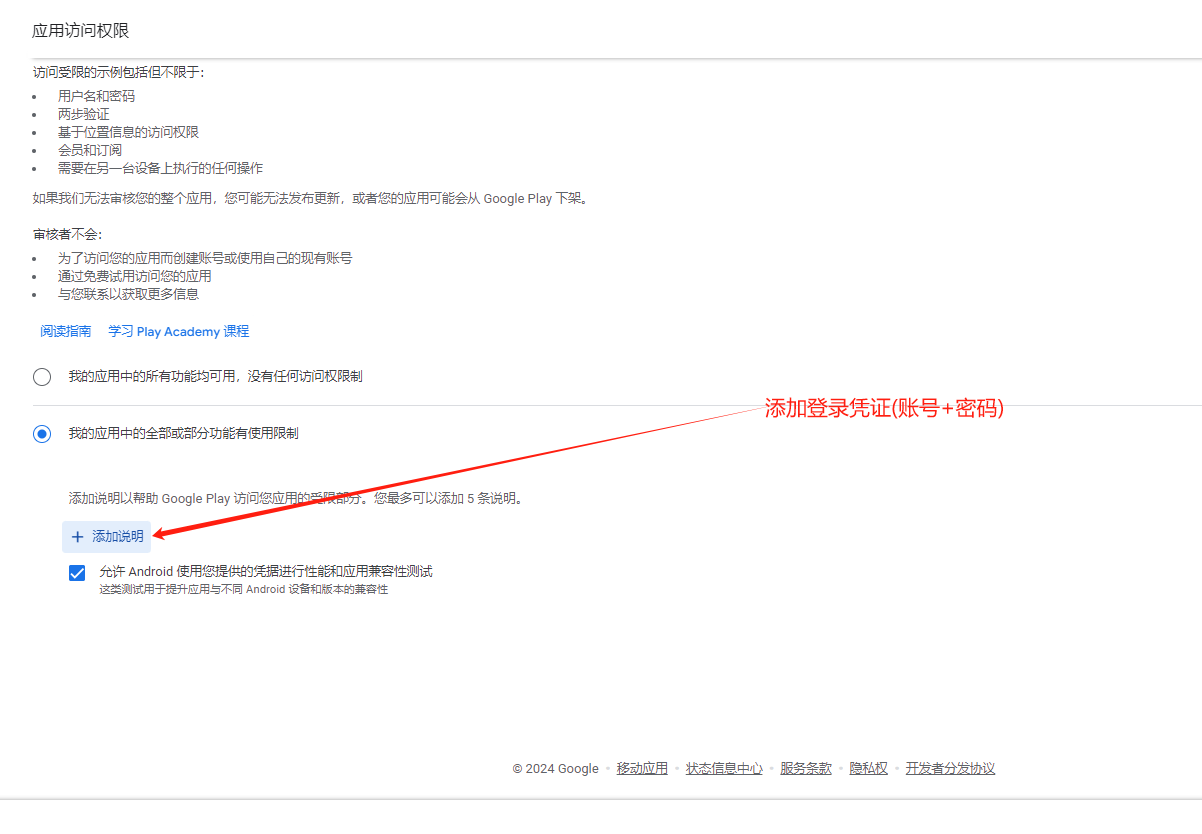 应用访问权限
访问受限的示例包括但不限于：
用户名和密码
两步验证
基于位置信息的访问权限
会员和订阅
需要在另一台设备上执行的任何操作
如果我们无法审核您的整个应用，您可能无法发布更新，或者您的应用可能会从 Google Play 下架。
审核者不会：
为了访问您的应用而创建账号或使用自己的现有账号
通过免费试用访问您的应用
与您联系以获取更多信息
阅读指南 学习 Play Academy 课程
我的应用中的所有功能均可用，没有任何访问权限制
添加登录凭证(账号+密码)
我的应用中的全部或部分功能有使用限制
添加说明以帮助 Google Play 访问您应用的受限部分。您最多可以添加 5 条说明。
+ 添加说明
允许 Android 使用您提供的凭据进行性能和应用兼容性测试
这类测试用于提升应用与不同 Android 设备和版本的兼容性
© 2024 Google · 移动应用 · 状态信息中心 · 服务条款 · 隐私权 · 开发者分发协议